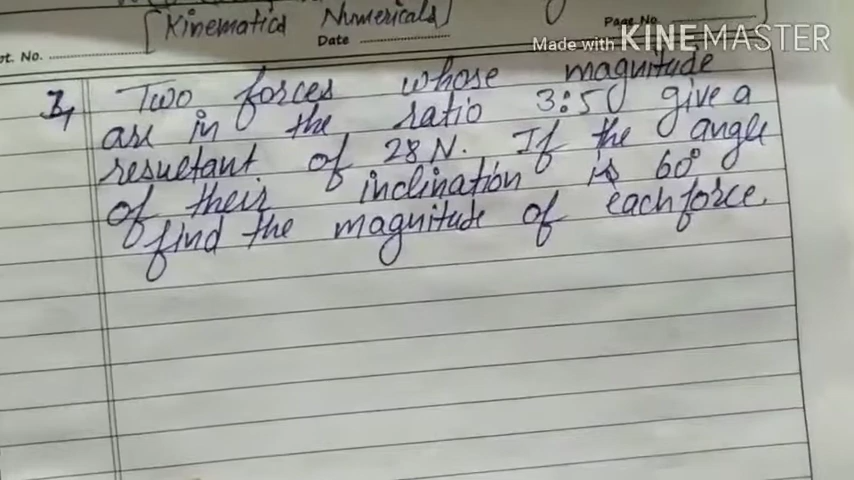 [Kinematics Numericals]
pt. No. Date Page No.
Made with KINEMASTER
Two forces whose magnitude
are in the ratio 3:5 give a
resultant of 28 N. If the angle
of their inclination is 60°
find the magnitude of each force.